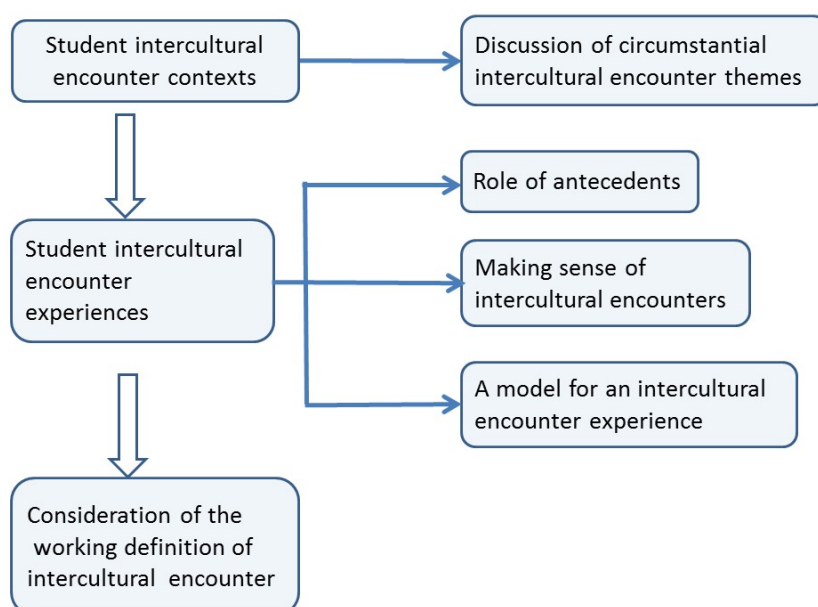 Student intercultural
encounter contexts
Discussion of circumstantial
intercultural encounter themes
Role of antecedents
Student intercultural
encounter
experiences
Making sense of
intercultural encounters
A model for an intercultural
encounter experience
Consideration of the
working definition of
intercultural encounter